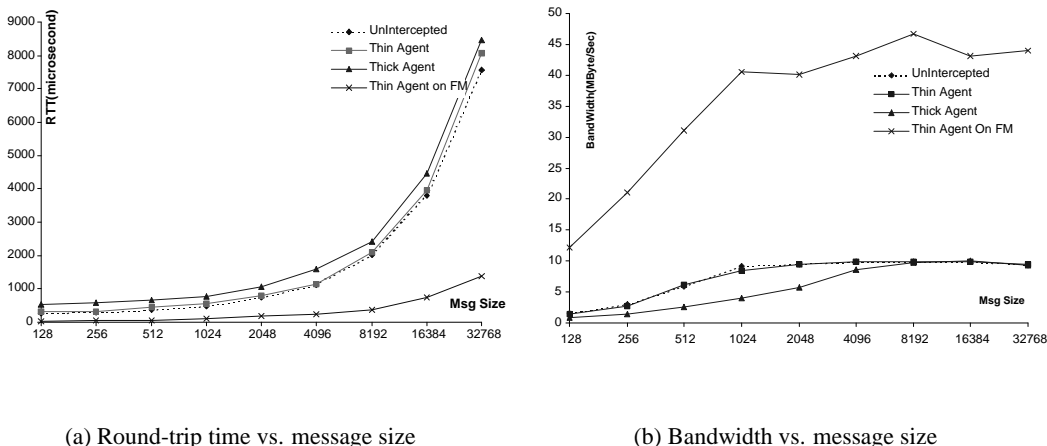 9000
8000
7000
6000
5000
4000
3000
2000
1000
0
RTT(microsecond)
UnIntercepted
Thin Agent
Thick Agent
Thin Agent on FM
Msg Size
128 256 512 1024 2048 4096 8192 16384 32768
(a) Round-trip time vs. message size
50
45
40
35
30
25
20
15
10
5
0
BandWidth(MByte/Sec)
UnIntercepted
Thin Agent
Thick Agent
Thin Agent On FM
Msg Size
128 256 512 1024 2048 4096 8192 16384 32768
(b) Bandwidth vs. message size